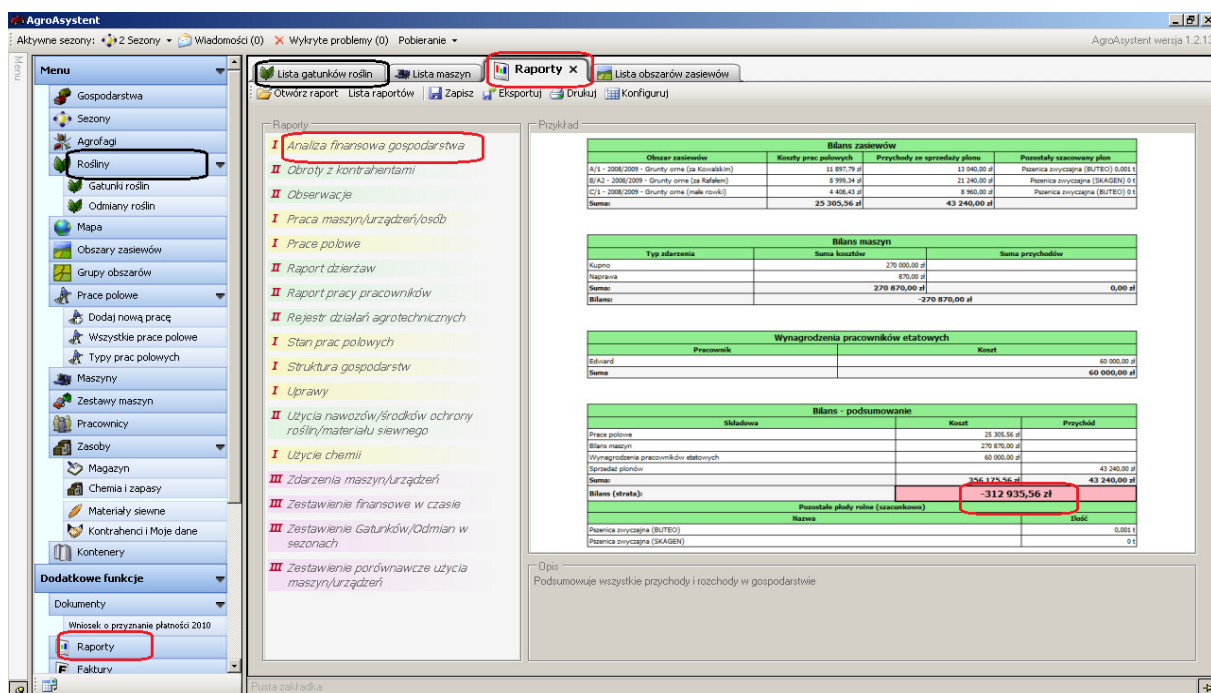 AgroAsystent
Aktywne sezony: 2 Sezony Wiadomości (0) Wykryte problemy (0) Pobieranie AgroAsystent wersja 1.2.13
Menu
Menu
Gospodarstwa
Sezony
Agrofagi
Rośliny
Gatunki roślin
Odmiany roślin
Mapa
Obszary zasiewów
Grupy obszarów
Prace polowe
Dodaj nową pracę
Wszystkie prace polowe
Typy prac polowych
Maszyny
Zestawy maszyn
Pracownicy
Zasoby
Magazyn
Chemia i zapasy
Materiały siewne
Kontrahenci i Moje dane
Kontenery
Dodatkowe funkcje
Dokumenty
Wniosek o przyznanie płatności 2010
Raporty
Faktury
Lista gatunków roślin Lista maszyn Raporty Lista obszarów zasiewów
Otwórz raport Lista raportów Zapisz Eksportuj Drukuj Konfiguruj
Raporty
I Analiza finansowa gospodarstwa
II Obroty z kontrahentami
II Obserwacje
I Praca maszyn/urządzeń/osób
I Prace polowe
II Raport dzierżaw
II Raport pracy pracowników
II Rejestr działań agrotechnicznych
I Stan prac polowych
I Struktura gospodarstw
I Uprawy
II Użycia nawozów/środków ochrony
roślin/materiału siewnego
I Użycie chemii
III Zdarzenia maszyn/urządzeń
III Zestawienie finansowe w czasie
III Zestawienie Gatunków/Odmian w
sezonach
III Zestawienie porównawcze użycia
maszyn/urządzeń
Przykład
Bilans zasiewów
Obszar zasiewów Koszty prac polowych Przychody ze sprzedaży plonu Pozostały szacowany plon
A/1 - 2008/2009 - Grunty orne (za Kowalskim) 11 897,79 zł 13 040,00 zł Pszenica zwyczajna (BUTEO) 0,001 t
B/A2 - 2008/2009 - Grunty orne (za Rafałem) 8 999,34 zł 21 240,00 zł Pszenica zwyczajna (SKAGEN) 0 t
C/1 - 2008/2009 - Grunty orne (małe rowki) 4 408,43 zł 8 960,00 zł Pszenica zwyczajna (BUTEO) 0 t
Suma: 25 305,56 zł 43 240,00 zł
Bilans maszyn
Typ zdarzenia Suma kosztów Suma przychodów
Kupno 270 000,00 zł
Naprawa 870,00 zł
Suma: 270 870,00 zł 0,00 zł
Bilans: -270 870,00 zł
Wynagrodzenia pracowników etatowych
Pracownik Koszt
Edward 60 000,00 zł
Suma 60 000,00 zł
Bilans - podsumowanie
Składowa Koszt Przychód
Prace polowe 25 305,56 zł
Bilans maszyn 270 870,00 zł
Wynagrodzenia pracowników etatowych 60 000,00 zł
Sprzedaż plonów 43 240,00 zł
Suma: 356 175,56 zł 43 240,00 zł
Bilans (strata): -312 935,56 zł
Pozostałe płody rolne (szacunkowo)
Nazwa Ilość
Pszenica zwyczajna (BUTEO) 0,001 t
Pszenica zwyczajna (SKAGEN) 0 t
Opis
Podsumowuje wszystkie przychody i rozchody w gospodarstwie
Pusta zakładka